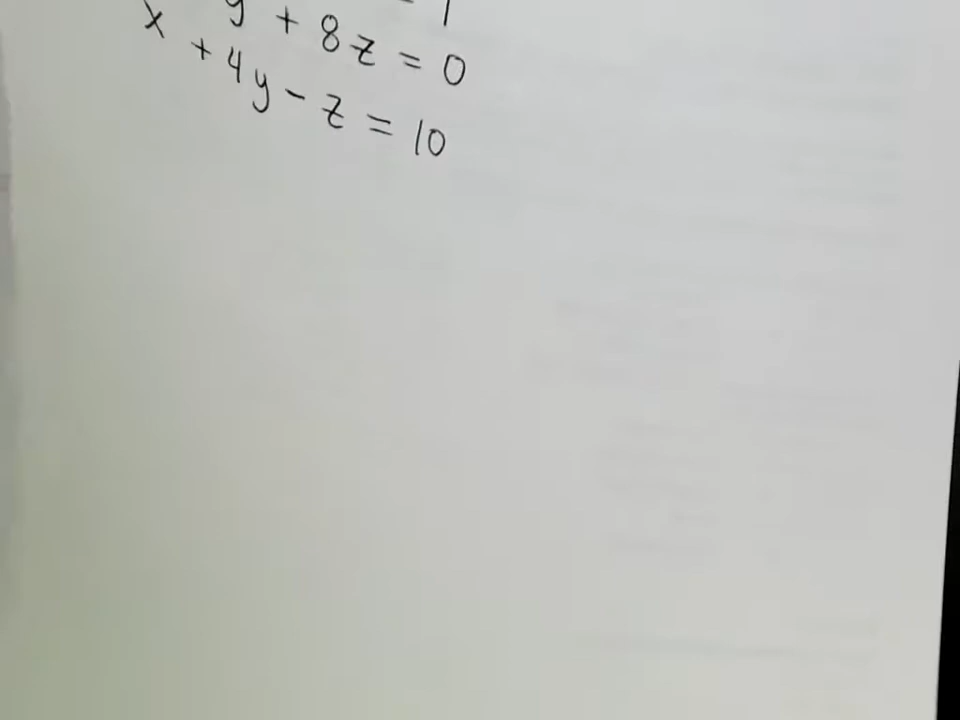 y + 8z = 0
x + 4y - z = 10